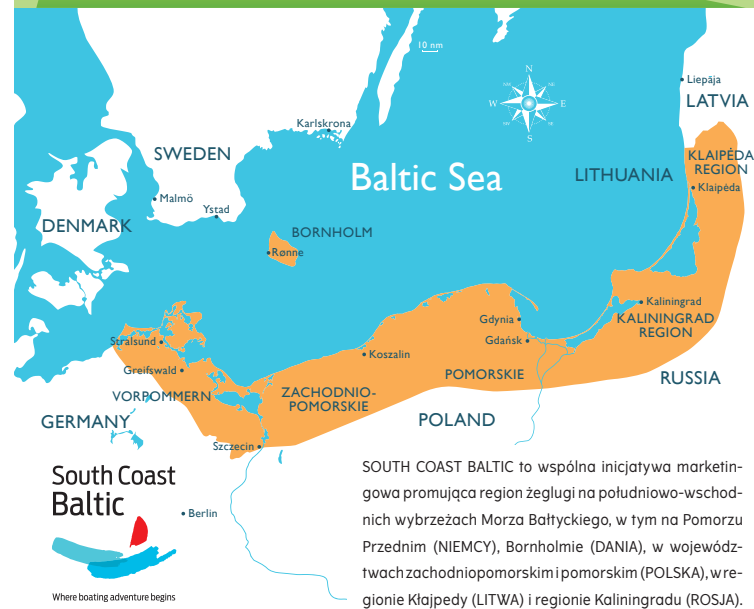 10 nm
N
NW
NE
W
E
SW
SE
S
Liepāja
LATVIA
Karlskrona
SWEDEN
KLAIPĖDA
REGION
Baltic Sea
LITHUANIA
Klaipėda
Malmö
Ystad
DENMARK
BORNHOLM
Rønne
Kaliningrad
KALININGRAD
REGION
Gdynia
Gdańsk
Stralsund
Koszalin
Greifswald
POMORSKIE
RUSSIA
VORPOMMERN
ZACHODNIO-
POMORSKIE
GERMANY
POLAND
Szczecin
South Coast
Baltic
Berlin
Where boating adventure begins
SOUTH COAST BALTIC to wspólna inicjatywa marketin-
gowa promująca region żeglugi na południowo-wschod-
nich wybrzeżach Morza Bałtyckiego, w tym na Pomorzu
Przednim (NIEMCY), Bornholmie (DANIA), w wojewódz-
twach zachodniopomorskim i pomorskim (POLSKA), w re-
gionie Kłajpedy (LITWA) i regionie Kaliningradu (ROSJA).